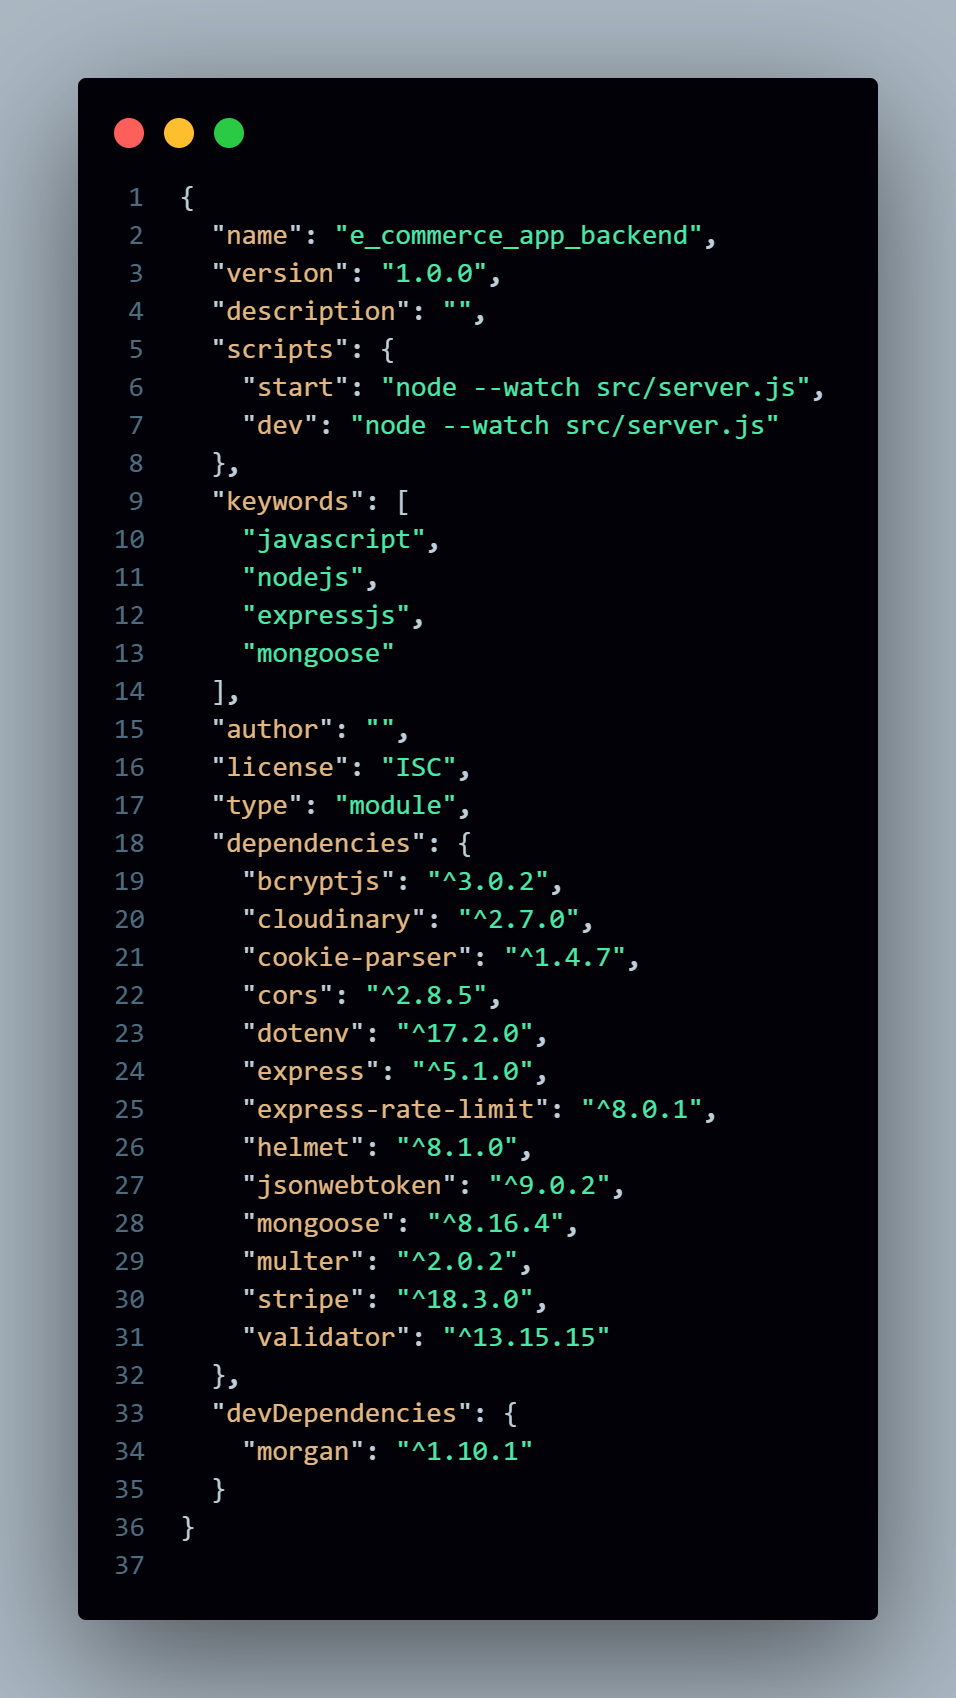 1 {
2   "name": "e_commerce_app_backend",
3   "version": "1.0.0",
4   "description": "",
5   "scripts": {
6     "start": "node --watch src/server.js",
7     "dev": "node --watch src/server.js"
8   },
9   "keywords": [
10     "javascript",
11     "nodejs",
12     "expressjs",
13     "mongoose"
14   ],
15   "author": "",
16   "license": "ISC",
17   "type": "module",
18   "dependencies": {
19     "bcryptjs": "^3.0.2",
20     "cloudinary": "^2.7.0",
21     "cookie-parser": "^1.4.7",
22     "cors": "^2.8.5",
23     "dotenv": "^17.2.0",
24     "express": "^5.1.0",
25     "express-rate-limit": "^8.0.1",
26     "helmet": "^8.1.0",
27     "jsonwebtoken": "^9.0.2",
28     "mongoose": "^8.16.4",
29     "multer": "^2.0.2",
30     "stripe": "^18.3.0",
31     "validator": "^13.15.15"
32   },
33   "devDependencies": {
34     "morgan": "^1.10.1"
35   }
36 }
37